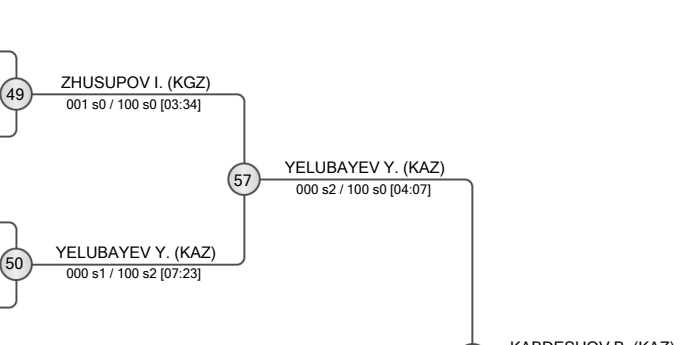 ZHUSUPOV I. (KGZ)
49
001 s0 / 100 s0 [03:34]
YELUBAYEV Y. (KAZ)
57
000 s2 / 100 s0 [04:07]
YELUBAYEV Y. (KAZ)
50
000 s1 / 100 s2 [07:23]